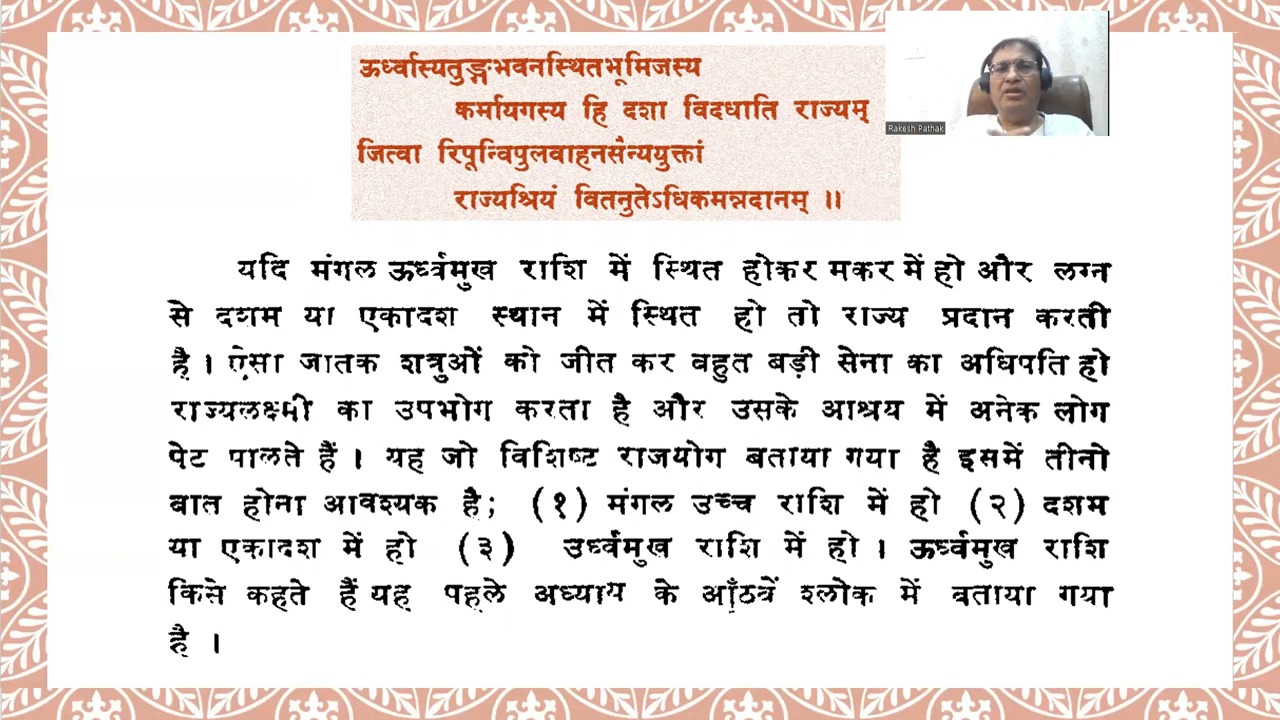 ऊर्ध्वास्यतुङ्गभवनस्थितभूमिजस्य
कर्मायगस्य हि दशा विदधाति राज्यम्
जित्वा रिपून्विपुलवाहनसैन्ययुक्तां
राज्यश्रियं वितनुतेऽधिकमन्नदानम् ।।
Rakesh Pathak
यदि मंगल ऊर्ध्वमुख राशि में स्थित होकर मकर में हो और लग्न
से दशम या एकादश स्थान में स्थित हो तो राज्य प्रदान करती
है । ऐसा जातक शत्रुओं को जीत कर बहुत बड़ी सेना का अधिपति हो
राज्यलक्ष्मी का उपभोग करता है और उसके आश्रय में अनेक लोग
पेट पालते हैं । यह जो विशिष्ट राजयोग बताया गया है इसमें तीनो
बात होना आवश्यक है; (१) मंगल उच्च राशि में हो (२) दशम
या एकादश में हो (३) उर्ध्वमुख राशि में हो । ऊर्ध्वमुख राशि
किसे कहते हैं यह पहले अध्याय के आँठवें श्लोक में बताया गया
है ।